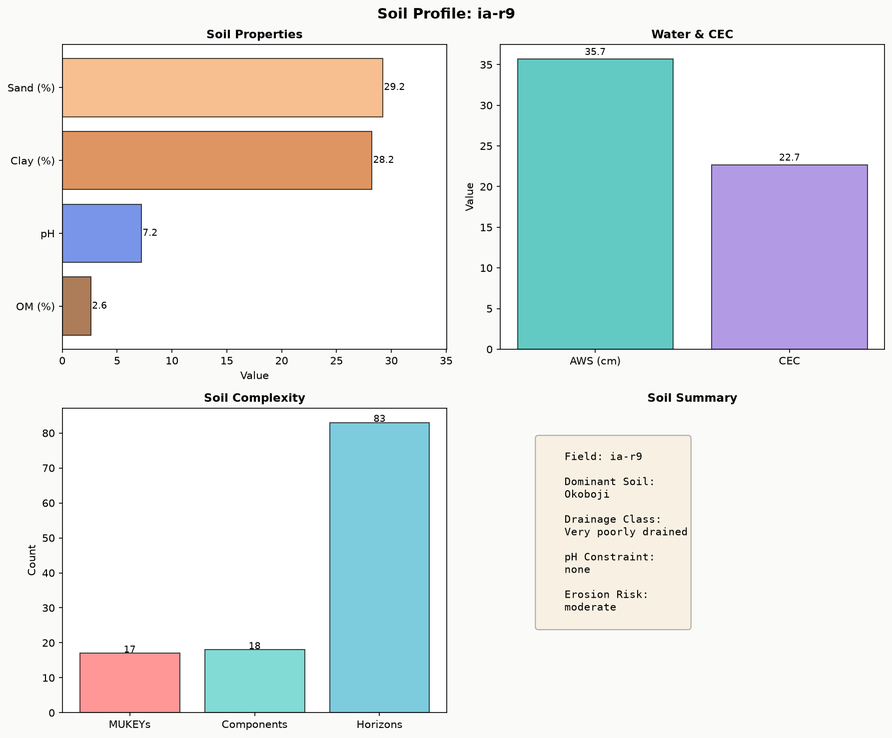 Soil Profile: ia-r9
Soil Properties
Sand (%)
29.2
Clay (%)
28.2
pH
7.2
OM (%)
2.6
0 5 10 15 20 25 30 35
Value
Water & CEC
Value
35
30
25
20
15
10
5
0
35.7
22.7
AWS (cm) CEC
Soil Complexity
Count
80
70
60
50
40
30
20
10
0
17
18
83
MUKEYs Components Horizons
Soil Summary
Field: ia-r9
Dominant Soil:
Okoboji
Drainage Class:
Very poorly drained
pH Constraint:
none
Erosion Risk:
moderate